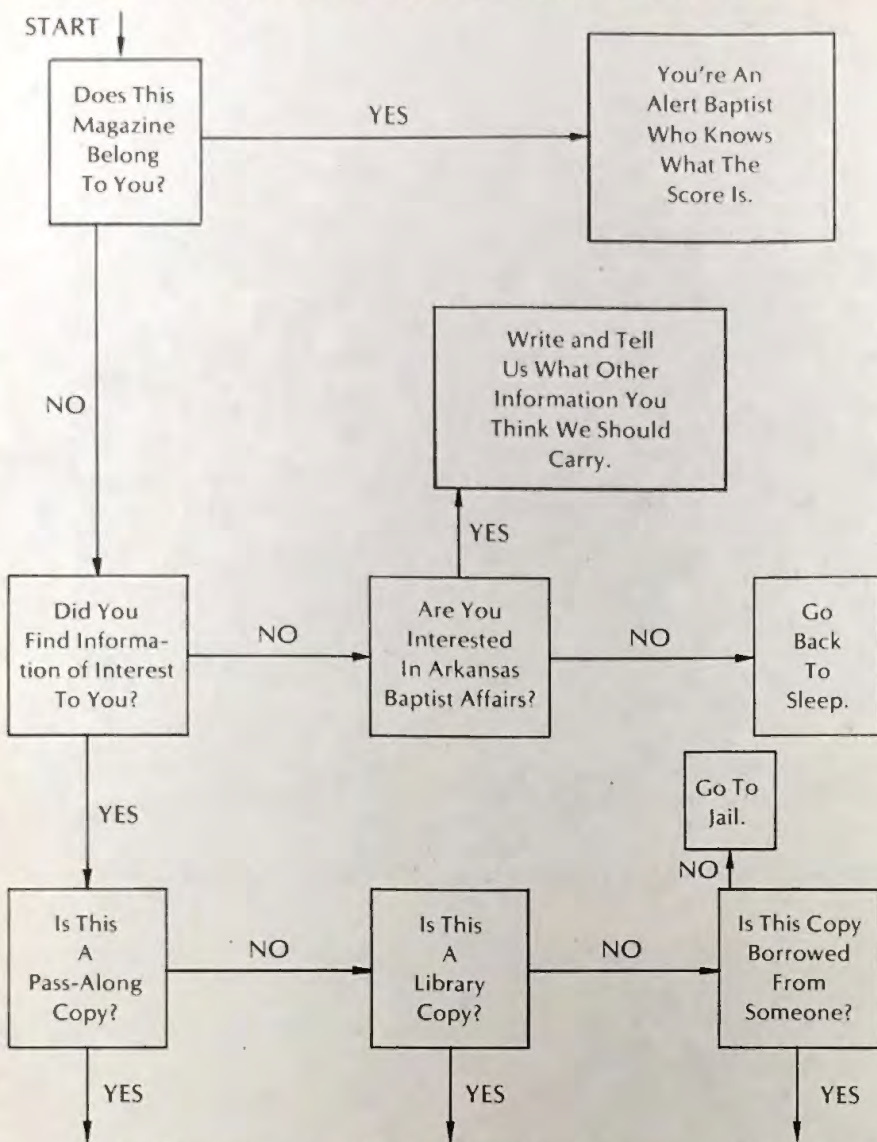 START
Does This
Magazine
Belong
To You?
YES
You're An
Alert Baptist
Who Knows
What The
Score Is.
NO
Write and Tell
Us What Other
Information You
Think We Should
Carry.
YES
Did You
Find Informa-
tion of Interest
To You?
NO
Are You
Interested
In Arkansas
Baptist Affairs?
NO
Go
Back
To
Sleep.
YES
Go To
Jail.
NO
Is This
A
Pass-Along
Copy?
NO
Is This
A
Library
Copy?
NO
Is This Copy
Borrowed
From
Someone?
YES
YES
YES